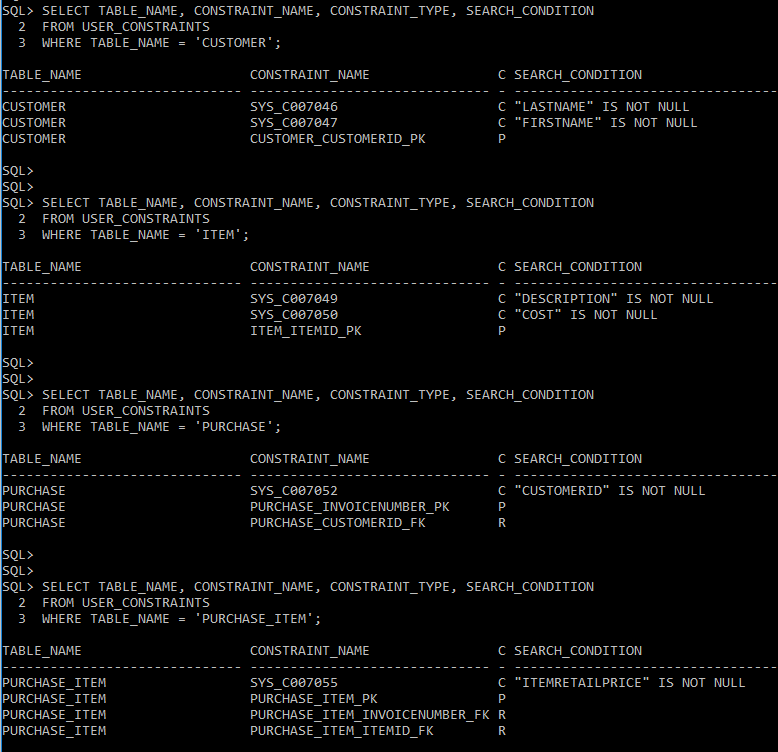 SQL> SELECT TABLE_NAME, CONSTRAINT_NAME, CONSTRAINT_TYPE, SEARCH_CONDITION
  2  FROM USER_CONSTRAINTS
  3  WHERE TABLE_NAME = 'CUSTOMER';

TABLE_NAME                     CONSTRAINT_NAME                C SEARCH_CONDITION
------------------------------ ------------------------------ - ---------------------------------
CUSTOMER                       SYS_C007046                    C "LASTNAME" IS NOT NULL
CUSTOMER                       SYS_C007047                    C "FIRSTNAME" IS NOT NULL
CUSTOMER                       CUSTOMER_CUSTOMERID_PK         P

SQL>
SQL>
SQL> SELECT TABLE_NAME, CONSTRAINT_NAME, CONSTRAINT_TYPE, SEARCH_CONDITION
  2  FROM USER_CONSTRAINTS
  3  WHERE TABLE_NAME = 'ITEM';

TABLE_NAME                     CONSTRAINT_NAME                C SEARCH_CONDITION
------------------------------ ------------------------------ - ---------------------------------
ITEM                           SYS_C007049                    C "DESCRIPTION" IS NOT NULL
ITEM                           SYS_C007050                    C "COST" IS NOT NULL
ITEM                           ITEM_ITEMID_PK                 P

SQL>
SQL>
SQL> SELECT TABLE_NAME, CONSTRAINT_NAME, CONSTRAINT_TYPE, SEARCH_CONDITION
  2  FROM USER_CONSTRAINTS
  3  WHERE TABLE_NAME = 'PURCHASE';

TABLE_NAME                     CONSTRAINT_NAME                C SEARCH_CONDITION
------------------------------ ------------------------------ - ---------------------------------
PURCHASE                       SYS_C007052                    C "CUSTOMERID" IS NOT NULL
PURCHASE                       PURCHASE_INVOICENUMBER_PK      P
PURCHASE                       PURCHASE_CUSTOMERID_FK         R

SQL>
SQL>
SQL> SELECT TABLE_NAME, CONSTRAINT_NAME, CONSTRAINT_TYPE, SEARCH_CONDITION
  2  FROM USER_CONSTRAINTS
  3  WHERE TABLE_NAME = 'PURCHASE_ITEM';

TABLE_NAME                     CONSTRAINT_NAME                C SEARCH_CONDITION
------------------------------ ------------------------------ - ---------------------------------
PURCHASE_ITEM                  SYS_C007055                    C "ITEMRETAILPRICE" IS NOT NULL
PURCHASE_ITEM                  PURCHASE_ITEM_PK               P
PURCHASE_ITEM                  PURCHASE_ITEM_INVOICENUMBER_FK R
PURCHASE_ITEM                  PURCHASE_ITEM_ITEMID_FK        R